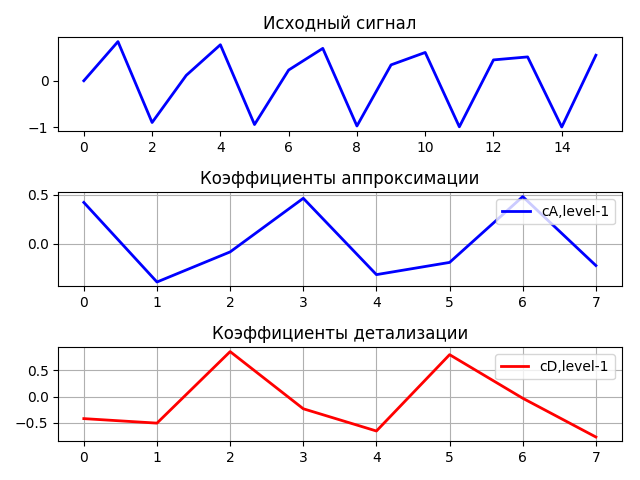 Исходный сигнал
0
−1
0 2 4 6 8 10 12 14
Коэффициенты аппроксимации
0.5
0.0
cA,level-1
0 1 2 3 4 5 6 7
Коэффициенты детализации
0.5
0.0
−0.5
cD,level-1
0 1 2 3 4 5 6 7